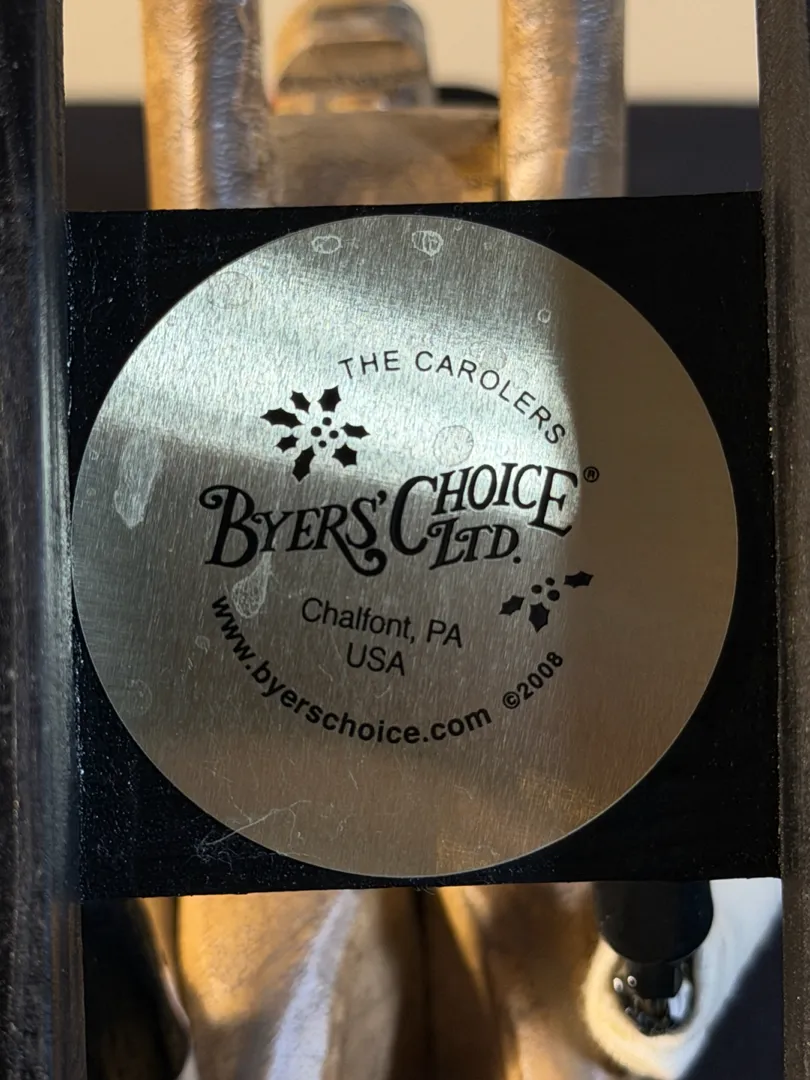 THE CAROLERS
BYERS' CHOICE LTD.®
Chalfont, PA
USA
www.byerschoice.com ©2008